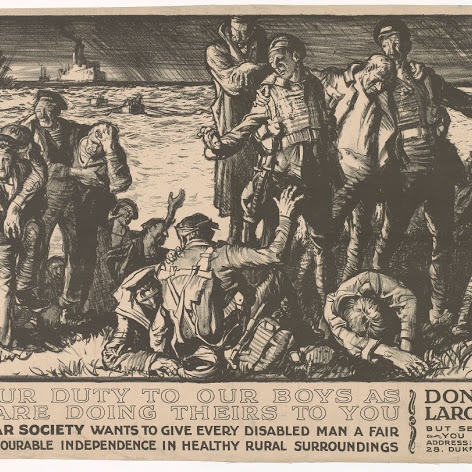 UR DUTY TO OUR BOYS AS
ARE DOING THEIRS TO YOU
AR SOCIETY WANTS TO GIVE EVERY DISABLED MAN A FAIR
OURABLE INDEPENDENCE IN HEALTHY RURAL SURROUNDINGS
DON
LARG
BUT SE
YOU
ADDRESS:
28. DUK